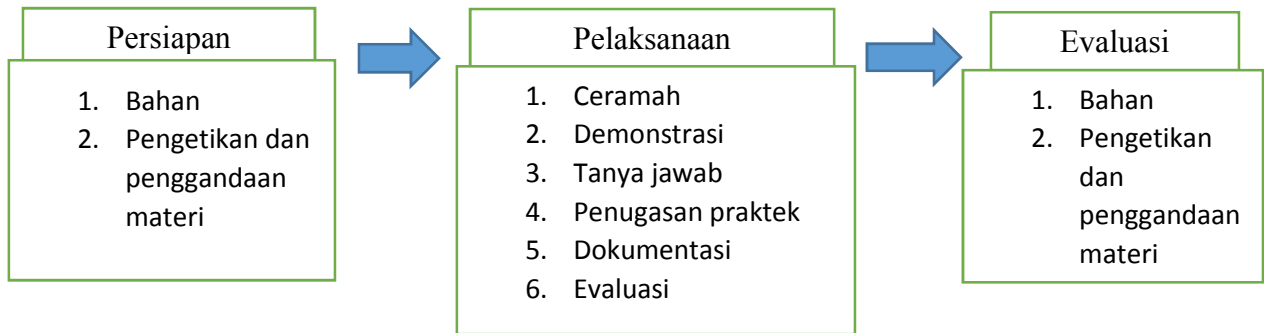 Persiapan
1. Bahan
2. Pengetikan dan
penggandaan
materi
Pelaksanaan
1. Ceramah
2. Demonstrasi
3. Tanya jawab
4. Penugasan praktek
5. Dokumentasi
6. Evaluasi
Evaluasi
1. Bahan
2. Pengetikan
dan
penggandaan
materi